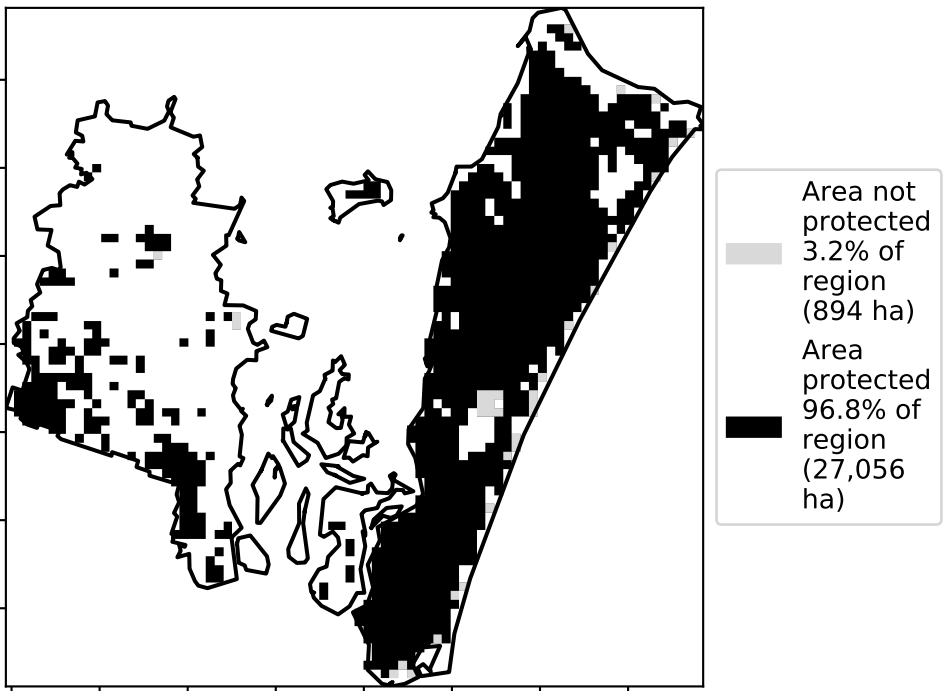 Area not
protected
3.2% of
region
(894 ha)
Area
protected
96.8% of
region
(27,056
ha)